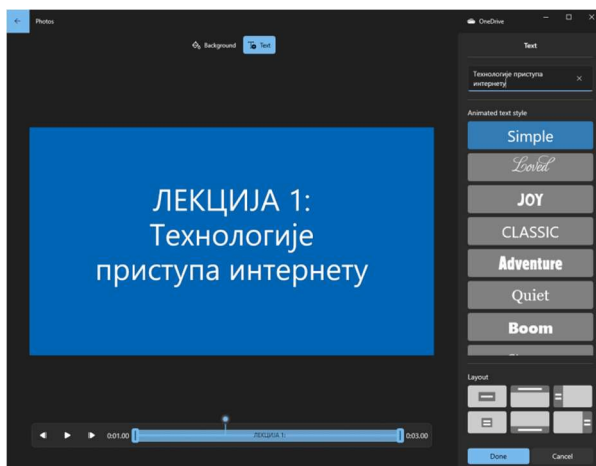 Photos
OneDrive
Background
Text
Text
Технологије приступа
интернету
Animated text style
Simple
Loved
JOY
CLASSIC
Adventure
Quiet
Boom
ЛЕКЦИЈА 1:
Технологије
приступа интернету
Layout
0:01.00
ЛЕКЦИЈА 1:
0:03.00
Done
Cancel